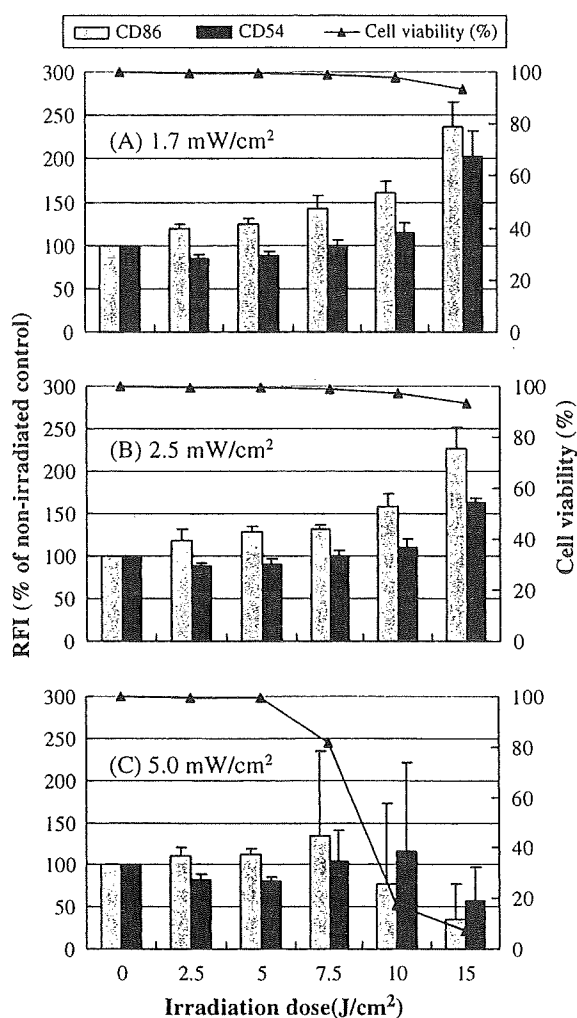 CD86 CD54 Cell viability (%)
300 100
250 80
(A) 1.7 mW/cm²
200 60
150 40
100
50 20
0 0
300 100
250 80
(B) 2.5 mW/cm²
200 60
150 40
100
50 20
0 0
300 100
250 80
(C) 5.0 mW/cm²
200 60
150 40
100
50 20
0 0
0 2.5 5 7.5 10 15
Irradiation dose(J/cm²)
RFI (% of non-irradiated control)
Cell viability (%)